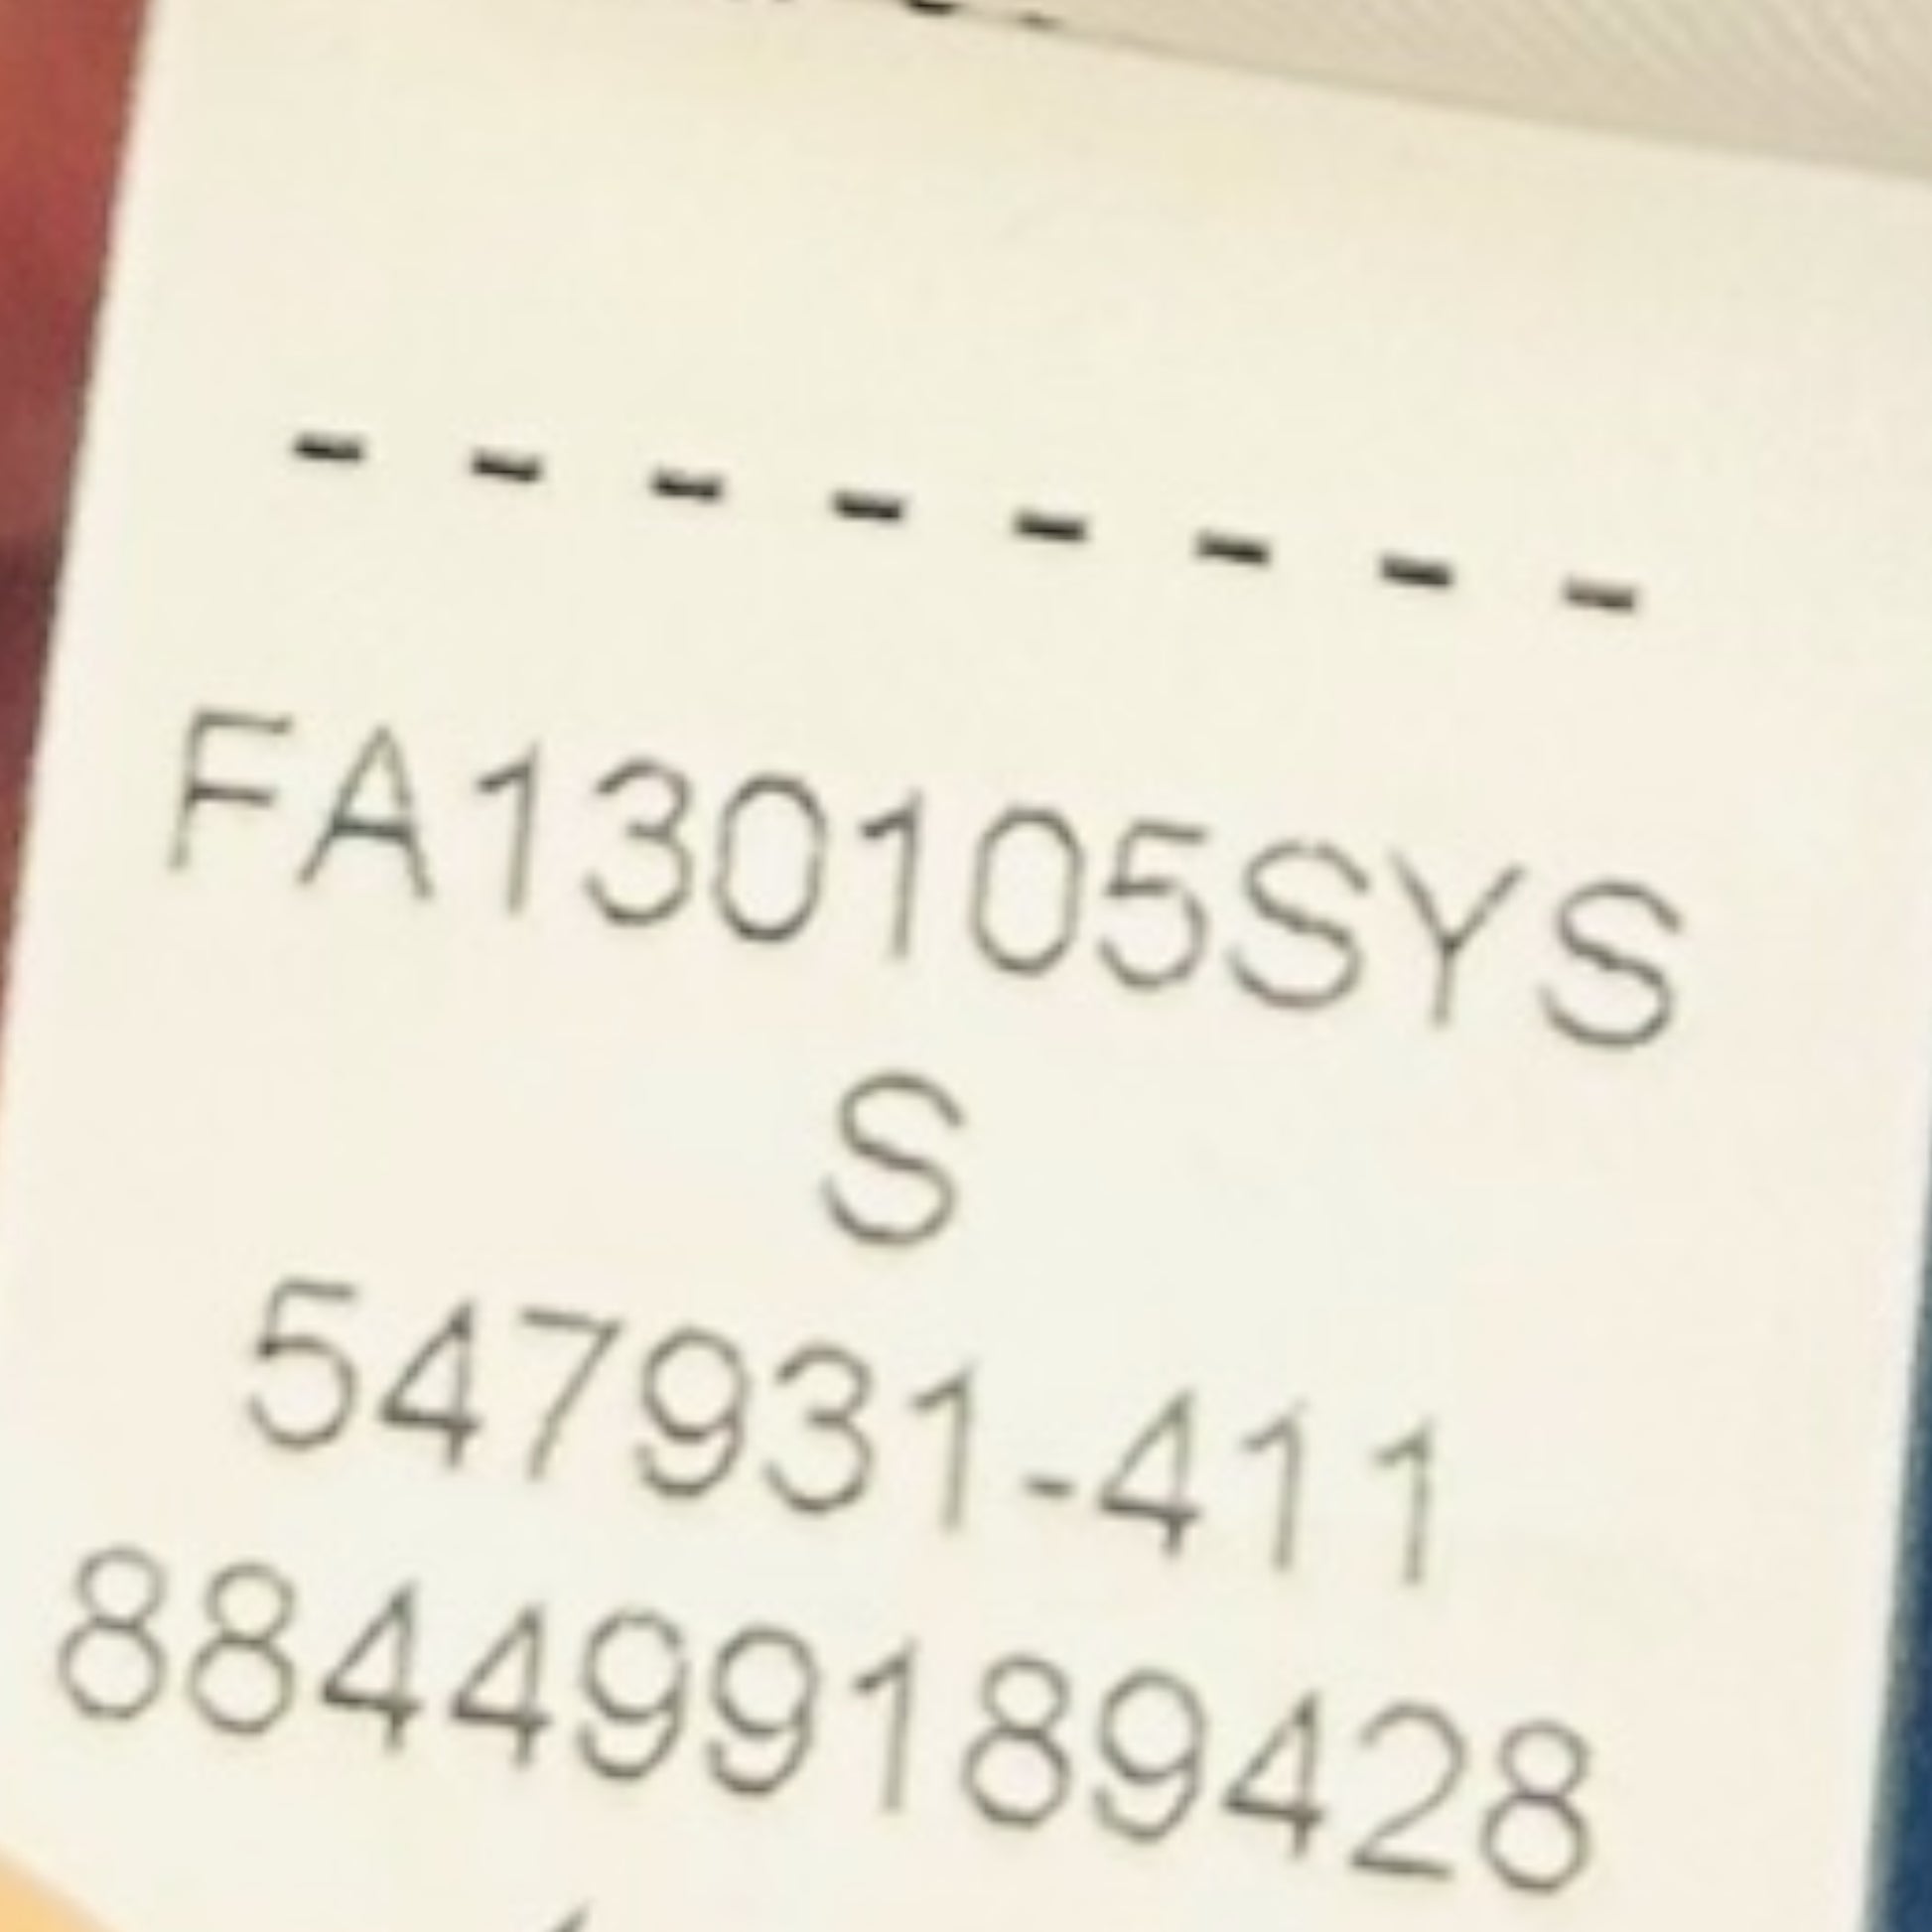 - - - - - - - -
FA130105SYS
S
547931-411
884499189428